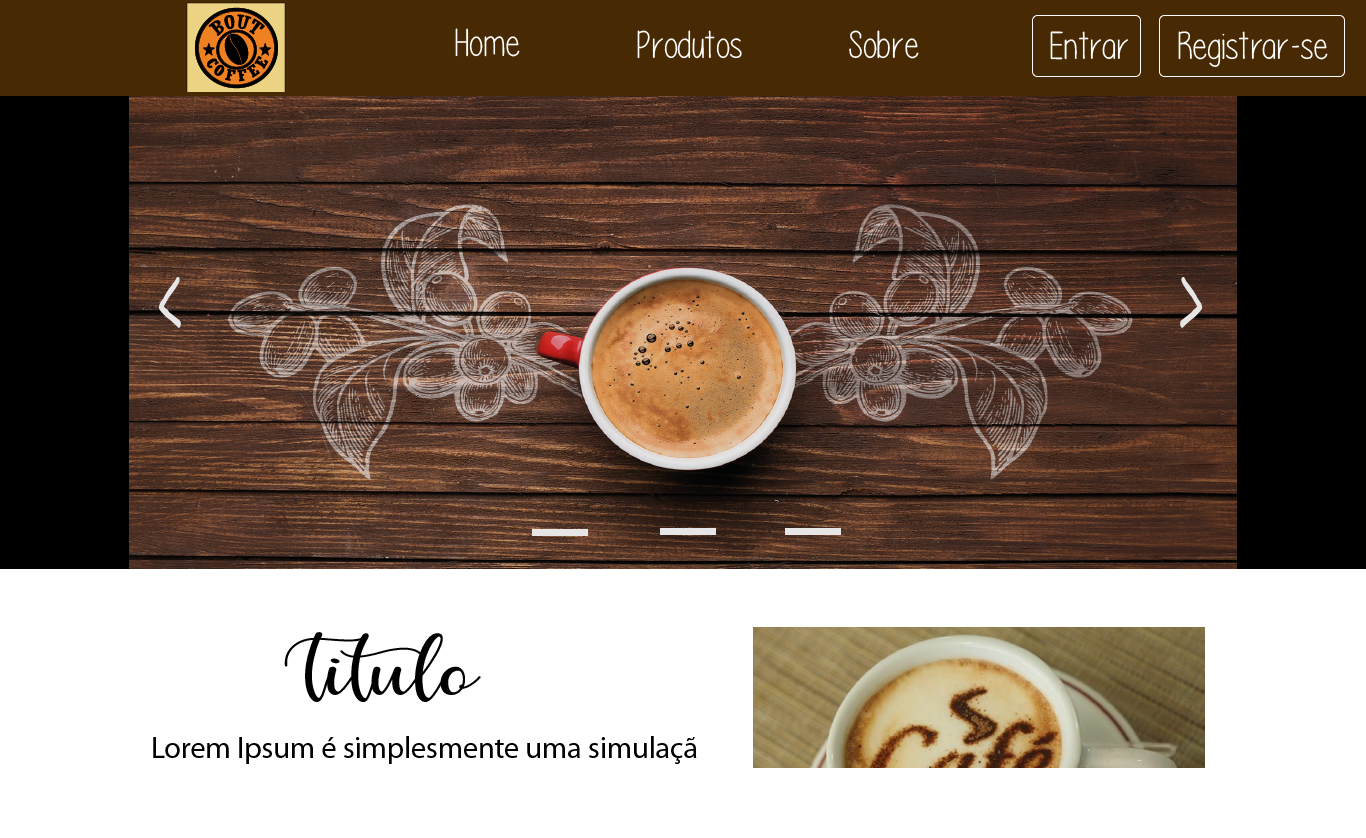 BOUT
COFFEE
Home
Produtos
Sobre
Entrar
Registrar-se
titulo
Lorem Ipsum é simplesmente uma simulaçã
Café